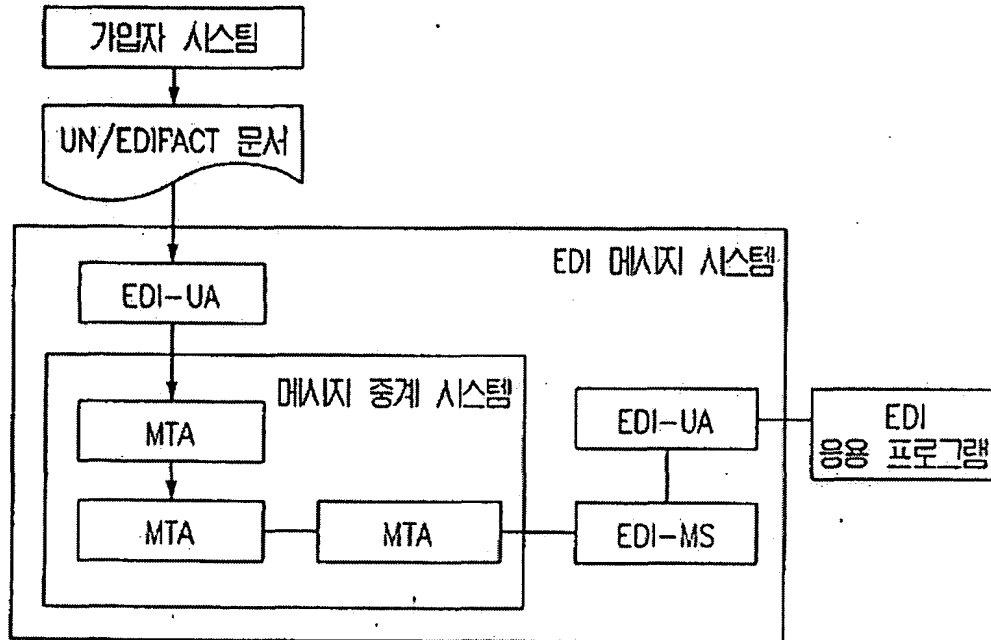 가입자 시스팀
UN/EDIFACT 문서
EDI 메시지 시스템
EDI-UA
메시지 중계 시스템
MTA
EDI-UA
EDI
응용 프로그램
MTA
MTA
EDI-MS